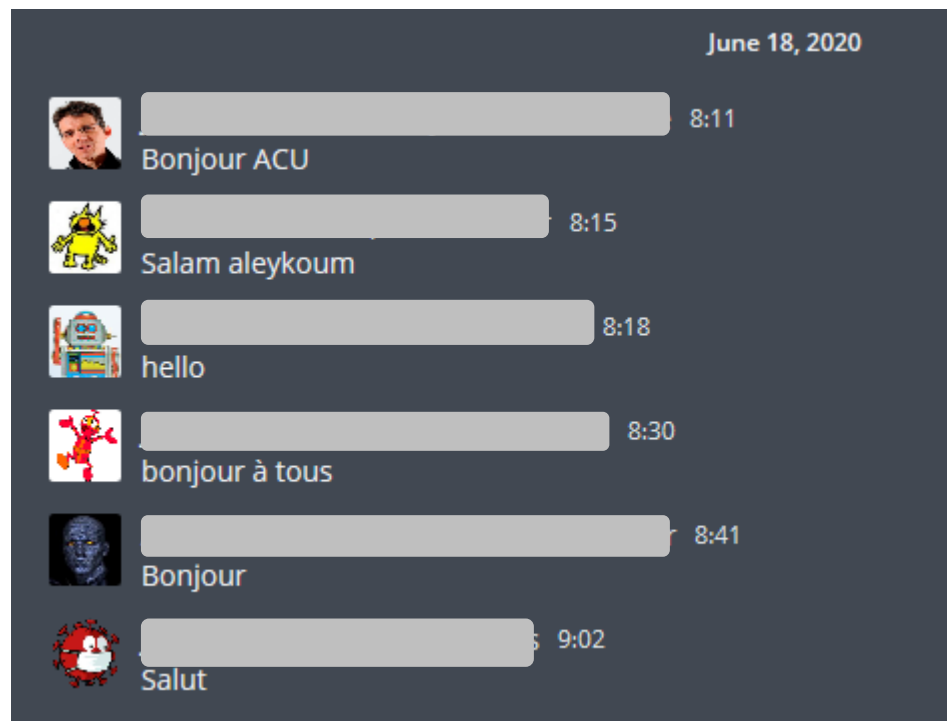 June 18, 2020
8:11
Bonjour ACU
8:15
Salam aleykoum
8:18
hello
8:30
bonjour à tous
8:41
Bonjour
9:02
Salut